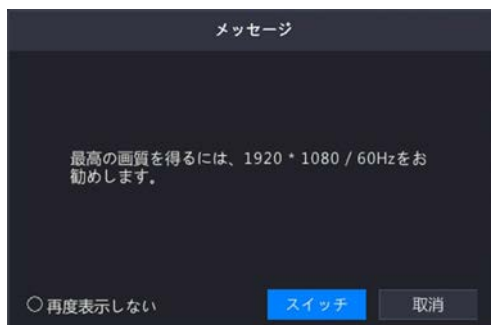 メッセージ
最高の画質を得るには、1920 * 1080 / 60Hzをお
勧めします。
再度表示しない
スイッチ
取消